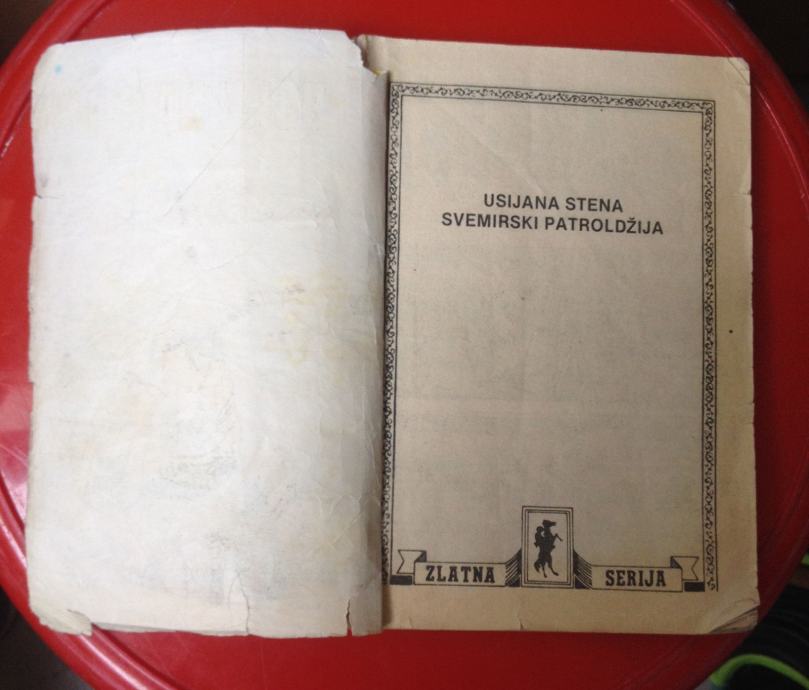 USIJANA STENA
SVEMIRSKI PATROLDŽIJA
ZLATNA SERIJA